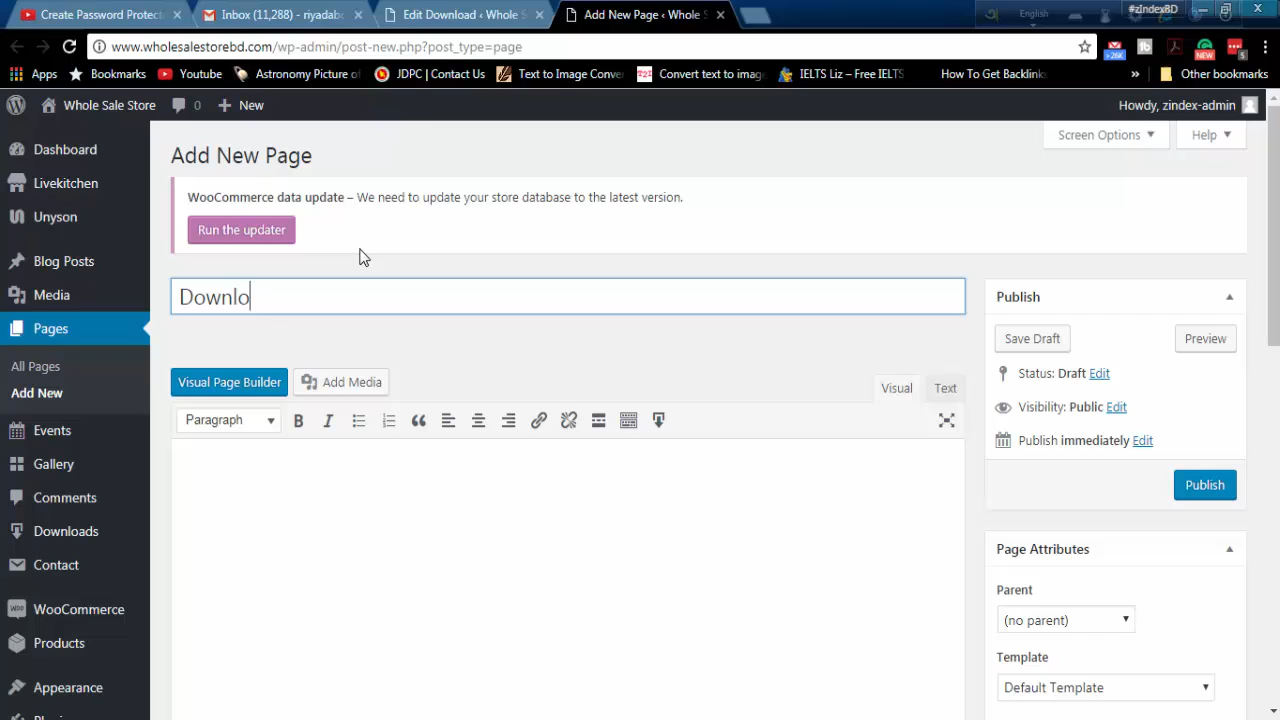 Create Password Protect
Inbox (11,288) - riyadabo
Edit Download ‹ Whole S
Add New Page ‹ Whole S
English
#zIndexBD
www.wholesalestorebd.com/wp-admin/post-new.php?post_type=page
26K
NEW
5
Apps
Bookmarks
Youtube
Astronomy Picture of
JDPC | Contact Us
Text to Image Conver
Convert text to imag
IELTS Liz – Free IELTS
How To Get Backlinks
»
Other bookmarks
Whole Sale Store
0
New
Howdy, zindex-admin
Dashboard
Livekitchen
Unyson
Blog Posts
Media
Pages
All Pages
Add New
Events
Gallery
Comments
Downloads
Contact
WooCommerce
Products
Appearance
Screen Options
Help
Add New Page
WooCommerce data update – We need to update your store database to the latest version.
Run the updater
Downlo
Visual Page Builder
Add Media
Visual
Text
Paragraph
Publish
Save Draft
Preview
Status: Draft Edit
Visibility: Public Edit
Publish immediately Edit
Publish
Page Attributes
Parent
(no parent)
Template
Default Template